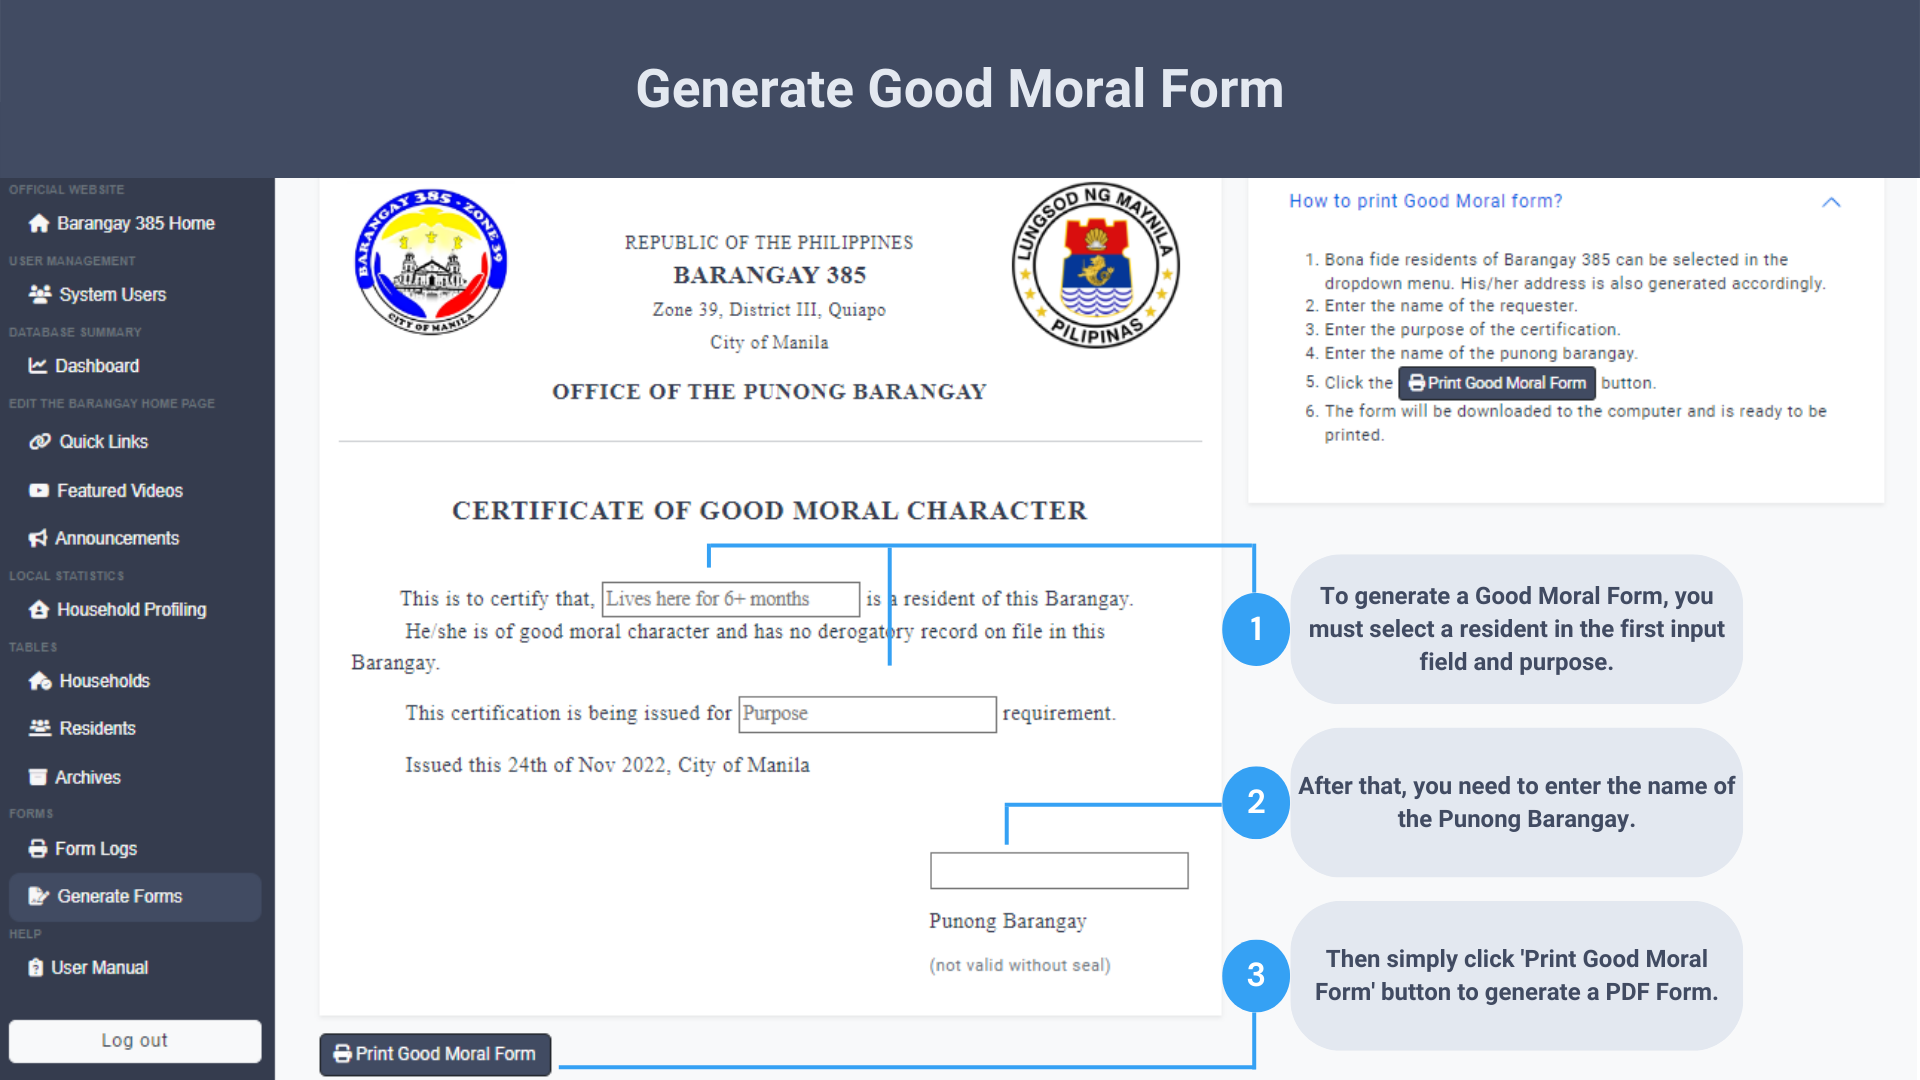 Generate Good Moral Form
OFFICIAL WEBSITE
Barangay 385 Home
USER MANAGEMENT
System Users
DATABASE SUMMARY
Dashboard
EDIT THE BARANGAY HOME PAGE
Quick Links
Featured Videos
Announcements
LOCAL STATISTICS
Household Profiling
TABLES
Households
Residents
Archives
FORMS
Form Logs
Generate Forms
HELP
User Manual
Log out
BARANGAY 385 - ZONE 39
CITY OF MANILA
REPUBLIC OF THE PHILIPPINES
BARANGAY 385
Zone 39, District III, Quiapo
City of Manila
OFFICE OF THE PUNONG BARANGAY
LUNGSOD NG MAYNILA
PILIPINAS
CERTIFICATE OF GOOD MORAL CHARACTER
This is to certify that, Lives here for 6+ months is a resident of this Barangay.
He/she is of good moral character and has no derogatory record on file in this
Barangay.
This certification is being issued for Purpose requirement.
Issued this 24th of Nov 2022, City of Manila
Punong Barangay
(not valid without seal)
Print Good Moral Form
How to print Good Moral form?
1. Bona fide residents of Barangay 385 can be selected in the
dropdown menu. His/her address is also generated accordingly.
2. Enter the name of the requester.
3. Enter the purpose of the certification.
4. Enter the name of the punong barangay.
5. Click the Print Good Moral Form button.
6. The form will be downloaded to the computer and is ready to be
printed.
1
To generate a Good Moral Form, you
must select a resident in the first input
field and purpose.
2
After that, you need to enter the name of
the Punong Barangay.
3
Then simply click 'Print Good Moral
Form' button to generate a PDF Form.